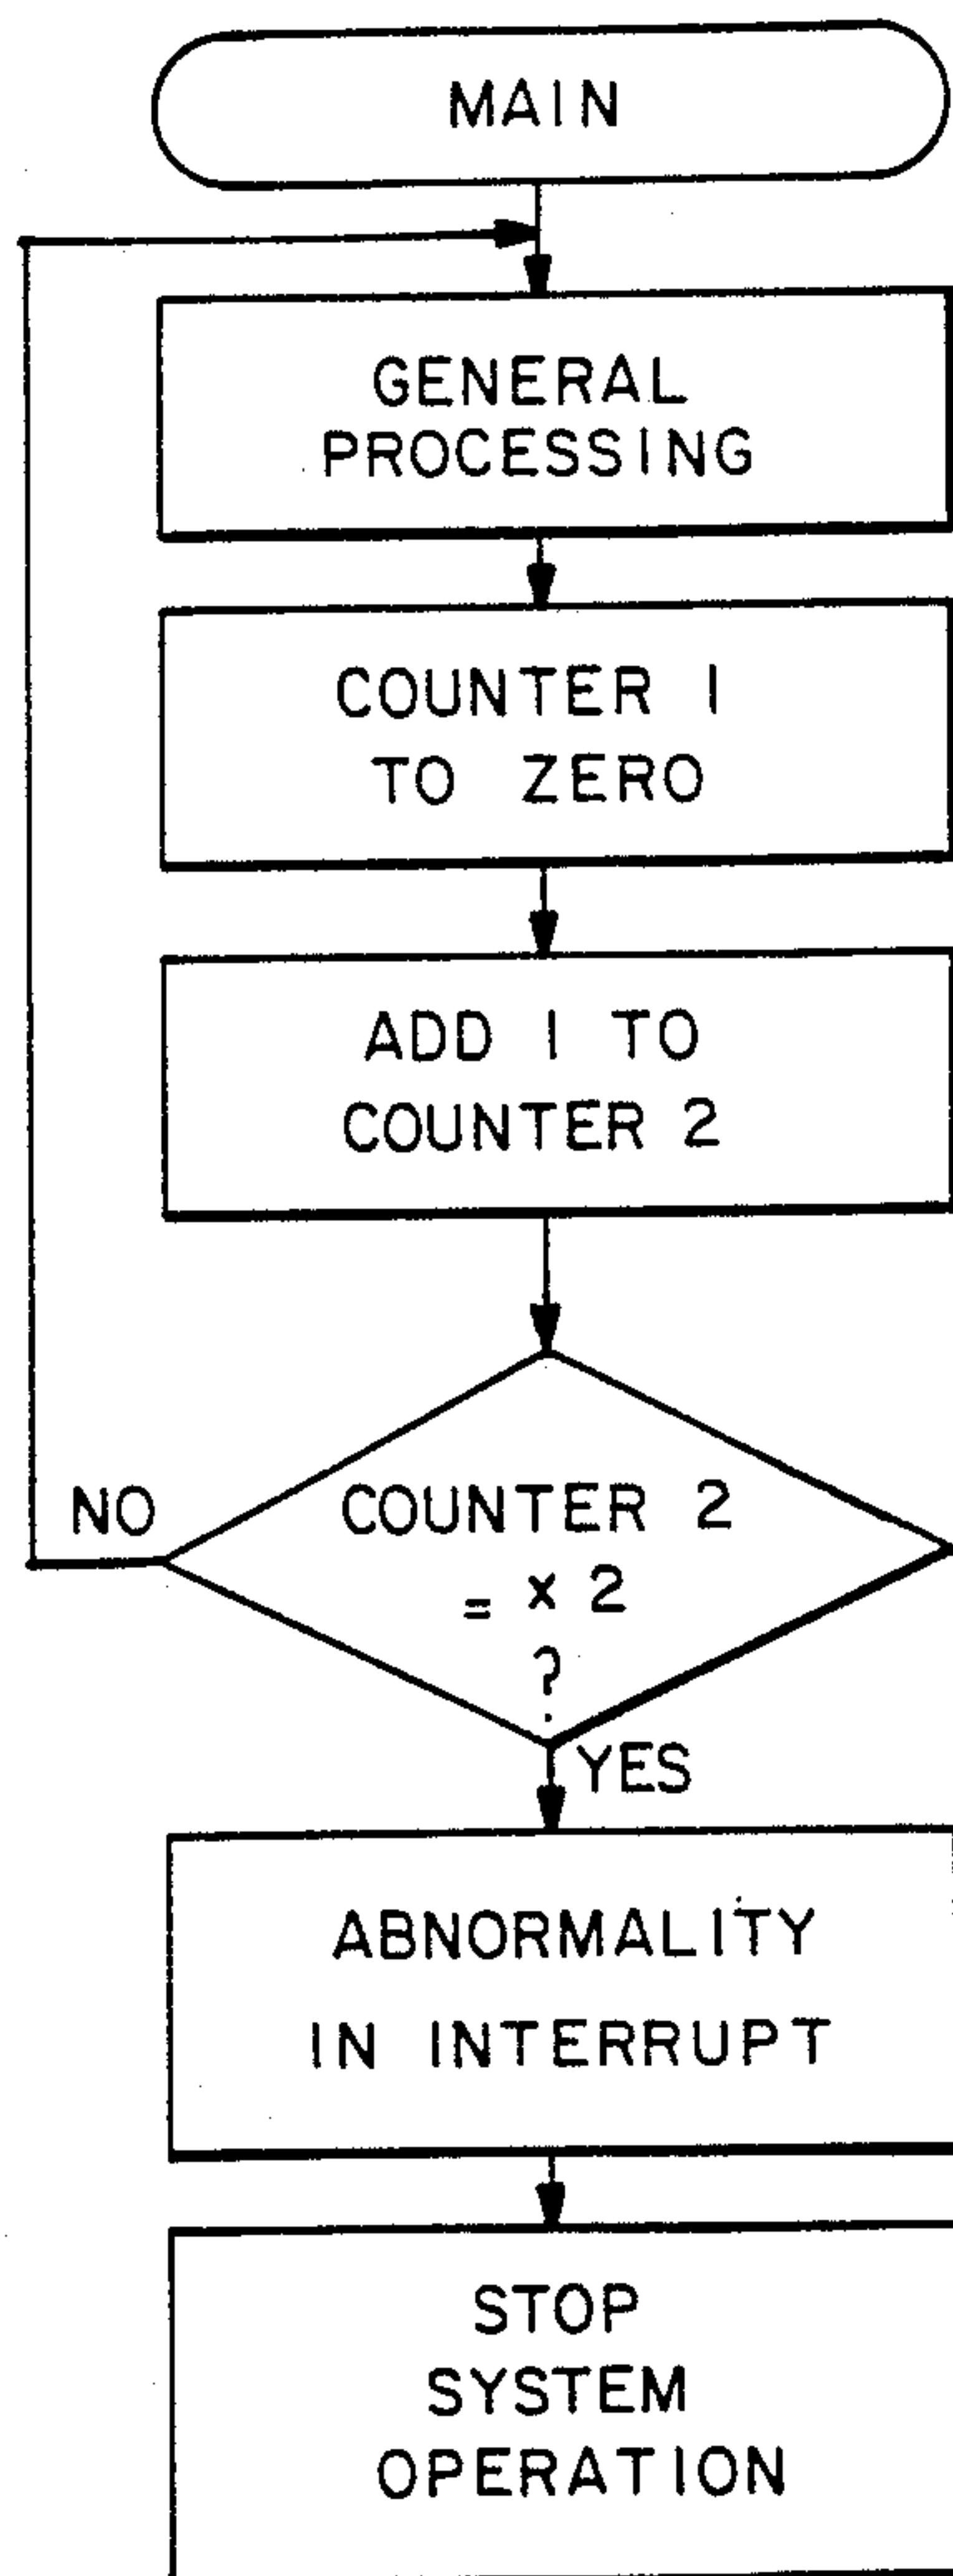 MAIN
GENERAL
PROCESSING
COUNTER 1
TO ZERO
ADD 1 TO
COUNTER 2
NO
COUNTER 2
= x 2
?
YES
ABNORMALITY
IN INTERRUPT
STOP
SYSTEM
OPERATION